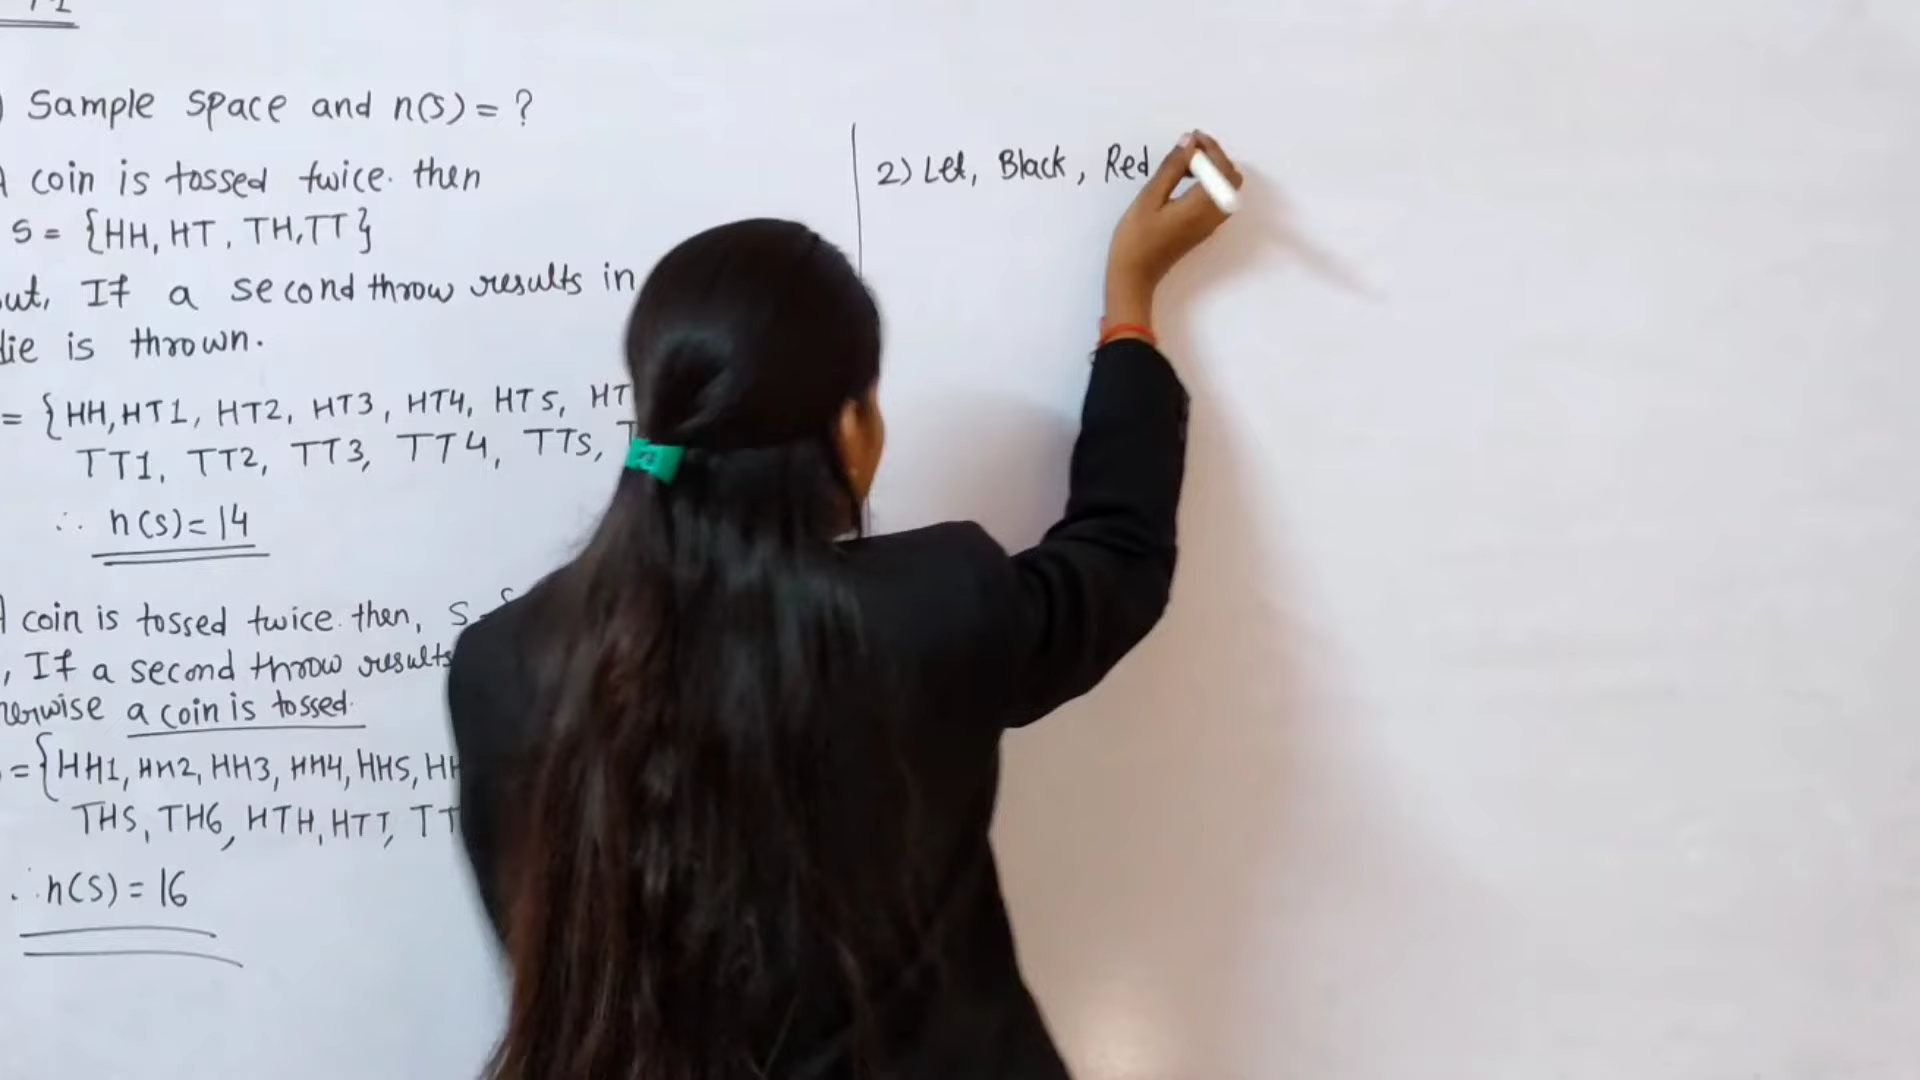 Sample Space and n(s) = ?
A coin is tossed twice. then
S = {HH, HT, TH, TT}
ut, If a second throw results in
die is thrown.
= {HH, HT1, HT2, HT3, HT4, HT5, HT
TT1, TT2, TT3, TT4, TT5, T
∴ n(s) = 14
A coin is tossed twice. then, S =
, If a second throw results
nerwise a coin is tossed.
= {HH1, HH2, HH3, HH4, HH5, HH
TH5, TH6, HTH, HTT, TT
∴ n(S) = 16
2) Let, Black, Red